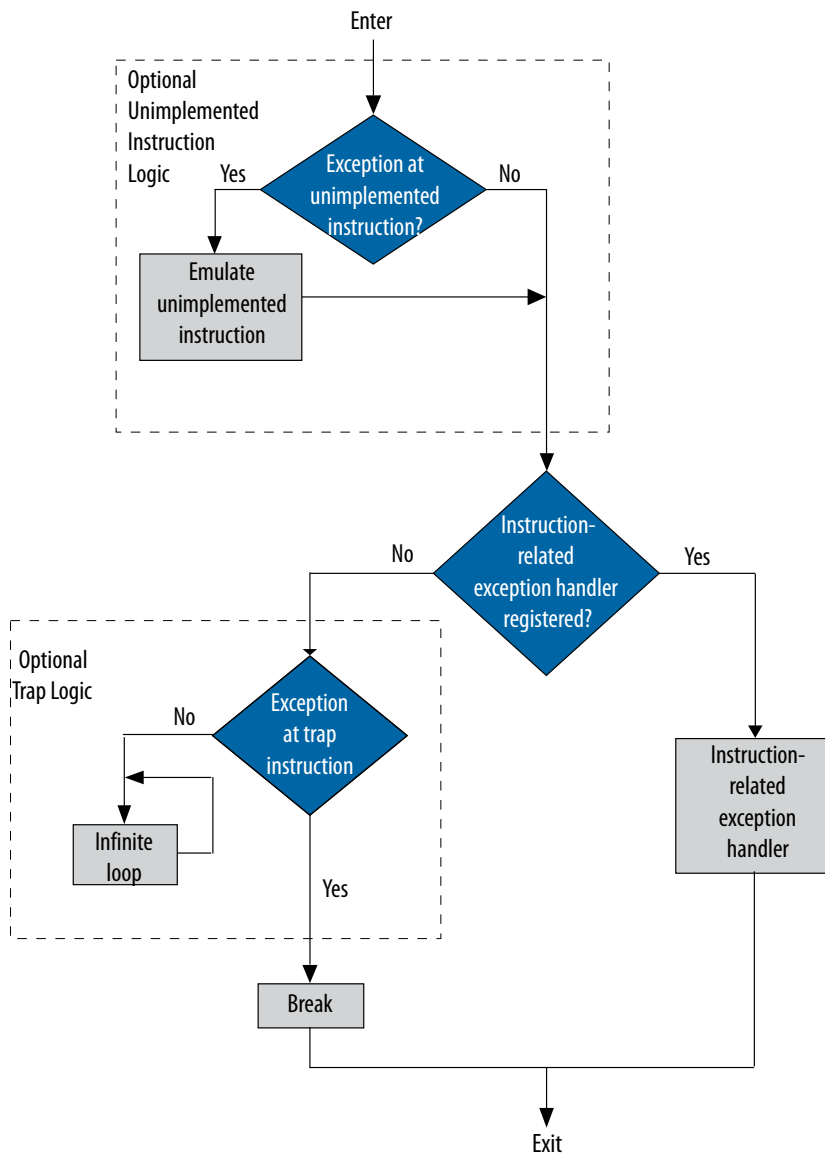 Enter
Optional
Unimplemented
Instruction
Logic
Yes
Exception at
unimplemented
instruction?
No
Emulate
unimplemented
instruction
No
Instruction-
related
exception handler
registered?
Yes
Optional
Trap Logic
No
Exception
at trap
instruction
Infinite
loop
Yes
Instruction-
related
exception
handler
Break
Exit